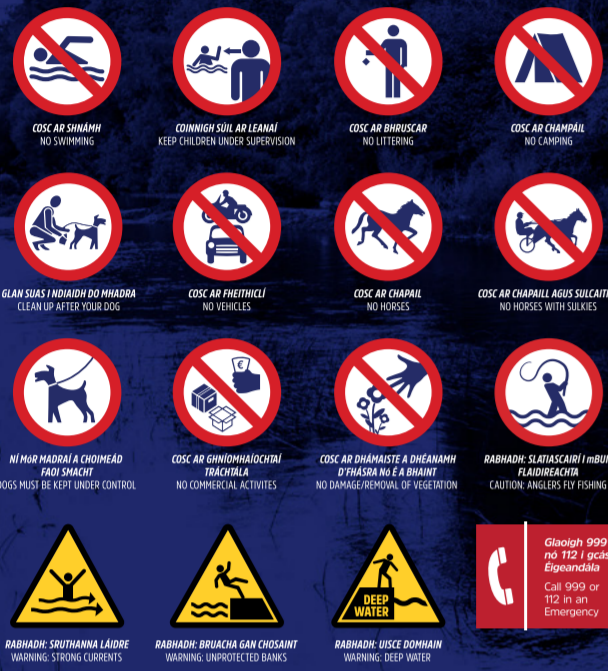 COSC AR SHNÁMH
NO SWIMMING
COINNIGH SÚIL AR LEANAÍ
KEEP CHILDREN UNDER SUPERVISION
COSC AR BHRUSCAR
NO LITTERING
COSC AR CHAMPÁIL
NO CAMPING
GLAN SUAS I NDIAIDH DO MHADRA
CLEAN UP AFTER YOUR DOG
COSC AR FHEITHICLÍ
NO VEHICLES
COSC AR CHAPAIL
NO HORSES
COSC AR CHAPAILL AGUS
NO HORSES WITH SULKIES
€
NÍ MóR MADRAÍ A CHOIMEÁD
FAOI SMACHT
DOGS MUST BE KEPT UNDER CONTROL
COSC AR GHNÍOMHAÍOCHTAÍ
TRÁCHTÁLA
NO COMMERCIAL ACTIVITES
COSC AR DHÁMAISTE A DHÉANAMH
D'FHÁSRA Nó É A BHAINT
NO DAMAGE/REMOVAL OF VEGETATION
RABHADH: SLATIASCAIRÍ I
FLAIDIREACHTA
CAUTION: ANGLERS FLY FISHING
RABHADH: SRUTHANNA LÁIDRE
WARNING: STRONG CURRENTS
RABHADH: BRUACHA GAN CHOSAINT
WARNING: UNPROTECTED BANKS
DEEP
WATER
RABHADH: UISCE DOMHAIN
WARNING: DEEP WATER
Glaoigh 999
nó 112 i gcás
Éigeandála
Call 999 or
112 in an
Emergency